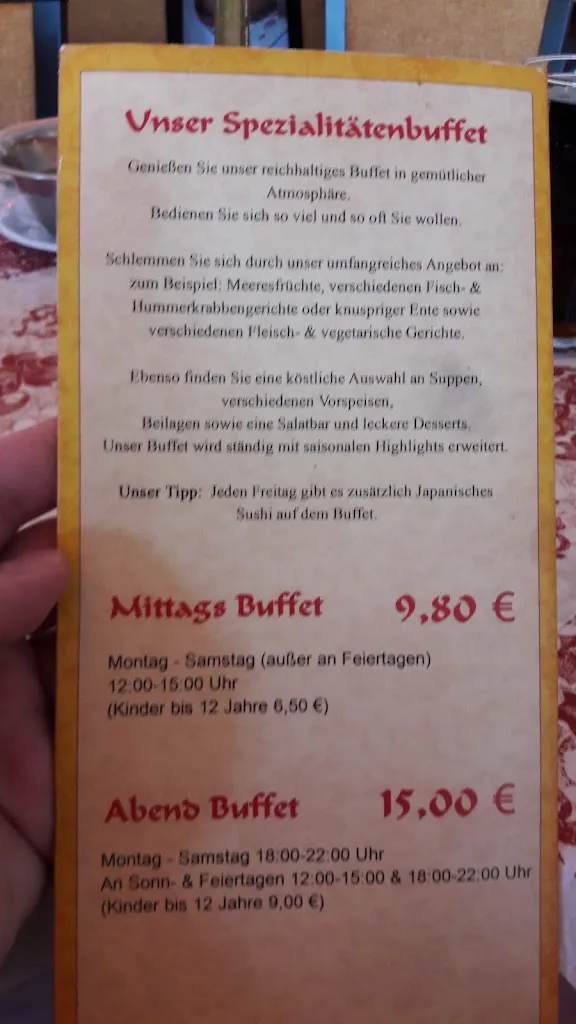 Unser Spezialitätenbuffet
Genießen Sie unser reichhaltiges Buffet in gemütlicher
Atmosphäre.
Bedienen Sie sich so viel und so oft Sie wollen.
Schlemmen Sie sich durch unser umfangreiches Angebot an:
zum Beispiel: Meeresfrüchte, verschiedenen Fisch- &
Hummerkrabbengerichte oder knuspriger Ente sowie
verschiedenen Fleisch- & vegetarische Gerichte.
Ebenso finden Sie eine köstliche Auswahl an Suppen,
verschiedenen Vorspeisen,
Beilagen sowie eine Salatbar und leckere Desserts.
Unser Buffet wird ständig mit saisonalen Highlights erweitert.
Unser Tipp: Jeden Freitag gibt es zusätzlich Japanisches
Sushi auf dem Buffet.
Mittags Buffet 9,80 €
Montag - Samstag (außer an Feiertagen)
12:00-15:00 Uhr
(Kinder bis 12 Jahre 6,50 €)
Abend Buffet 15,00 €
Montag - Samstag 18:00-22:00 Uhr
An Sonn- & Feiertagen 12:00-15:00 & 18:00-22:00 Uhr
(Kinder bis 12 Jahre 9,00 €)